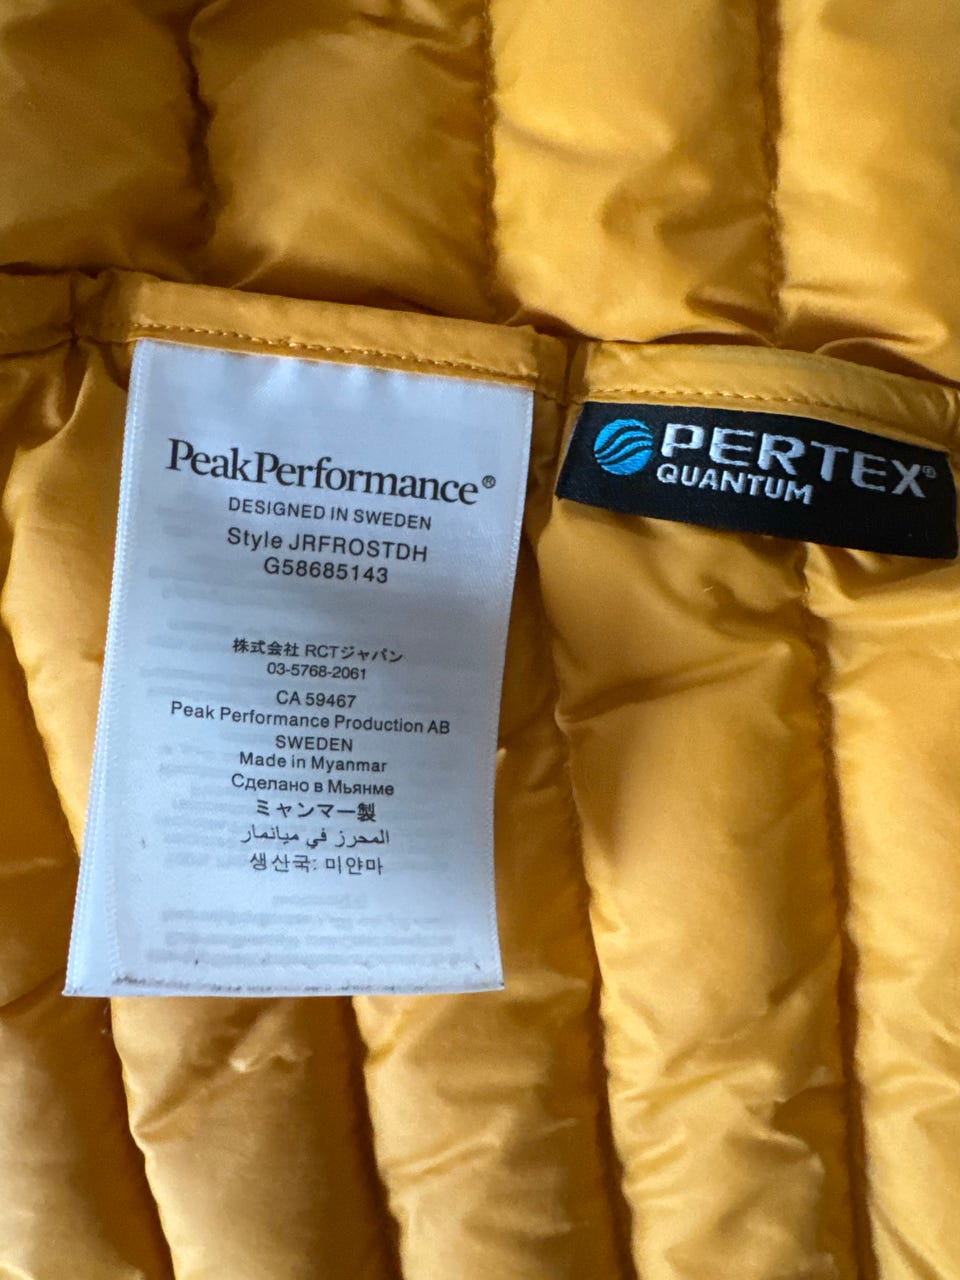 PeakPerformance®
DESIGNED IN SWEDEN
Style JRFROSTDH
G58685143
株式会社 RCTジャパン
03-5768-2061
CA 59467
Peak Performance Production AB
SWEDEN
Made in Myanmar
Сделано в Мьянме
ミャンマー製
المحرز في ميانمار
생산국: 미얀마
PERTEX®
QUANTUM